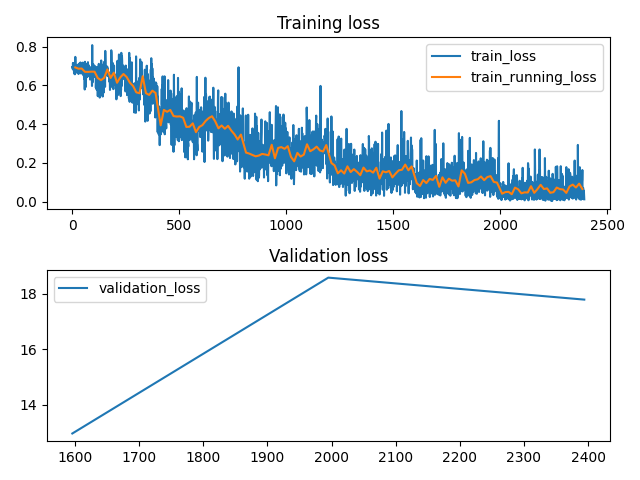 Training loss
0.8
0.6
0.4
0.2
0.0
train_loss
train_running_loss
0 500 1000 1500 2000 2500
Validation loss
18
16
14
validation_loss
1600 1700 1800 1900 2000 2100 2200 2300 2400